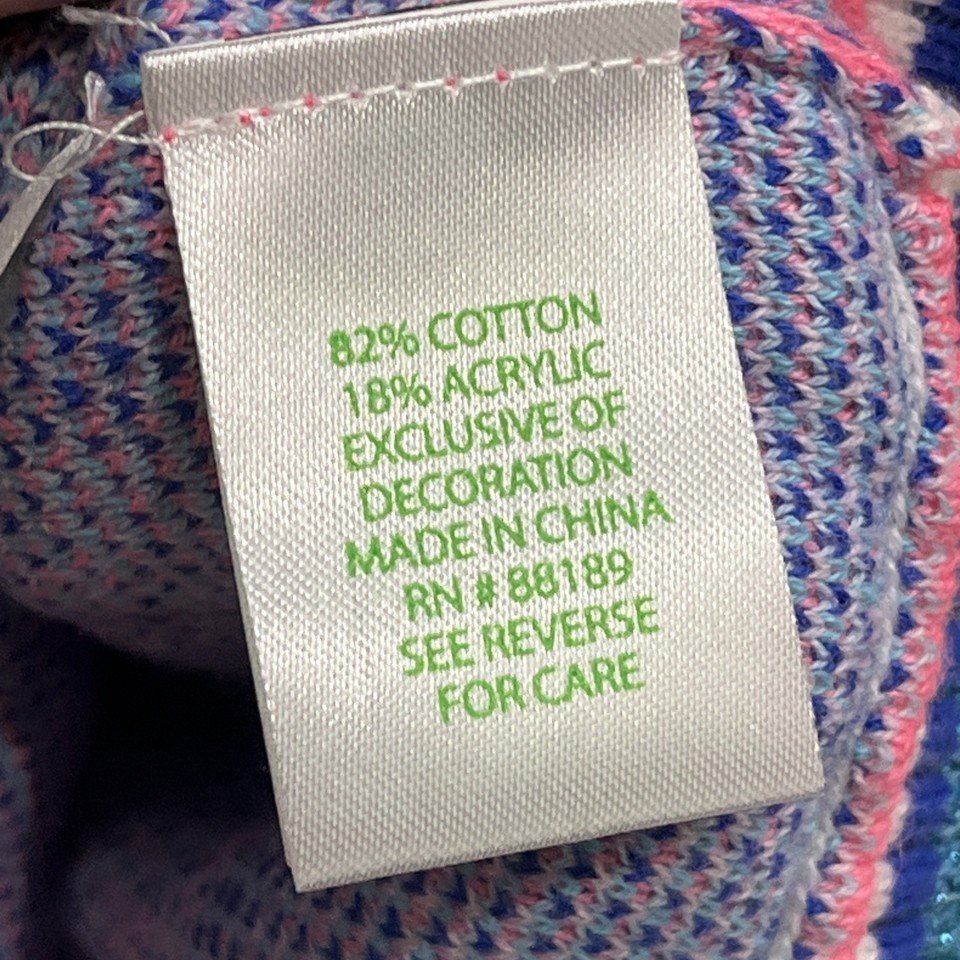 82% COTTON
18% ACRYLIC
EXCLUSIVE OF
DECORATION
MADE IN CHINA
RN # 88189
SEE REVERSE
FOR CARE